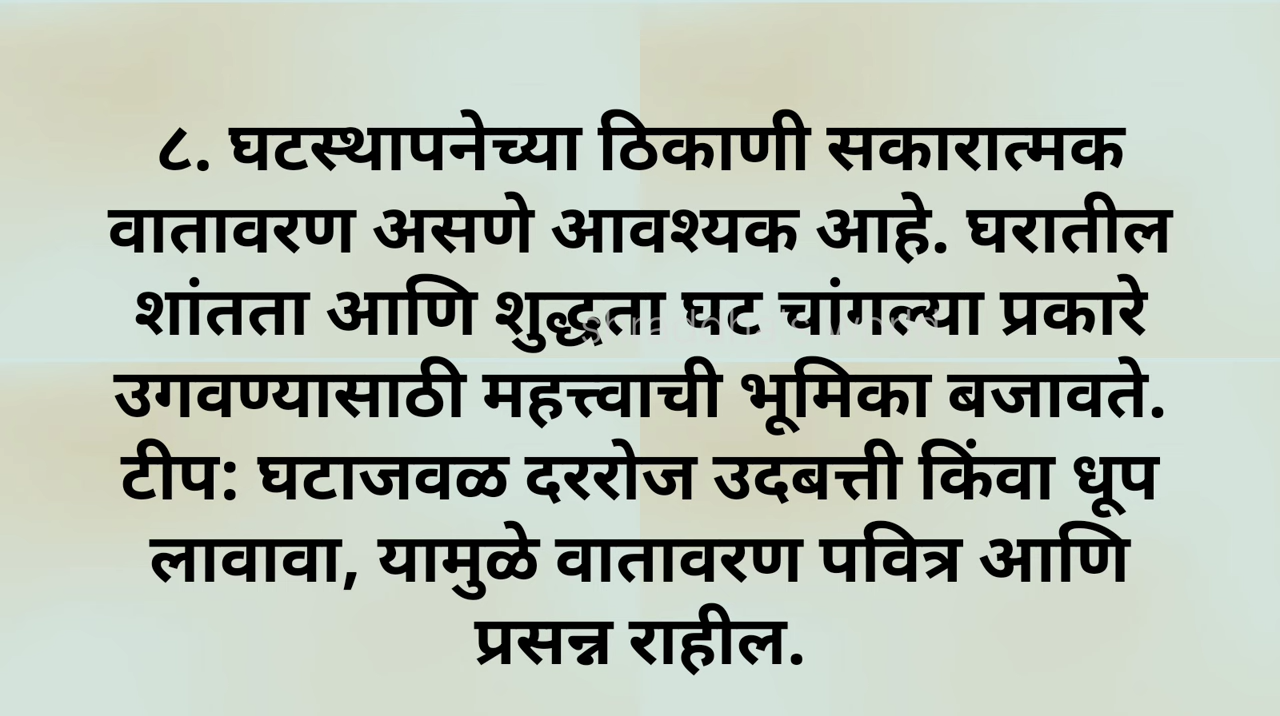 ८. घटस्थापनेच्या ठिकाणी सकारात्मक
वातावरण असणे आवश्यक आहे. घरातील
शांतता आणि शुद्धता घट चांगल्या प्रकारे
उगवण्यासाठी महत्त्वाची भूमिका बजावते.
टीप: घटाजवळ दररोज उदबत्ती किंवा धूप
लावावा, यामुळे वातावरण पवित्र आणि
प्रसन्न राहील.